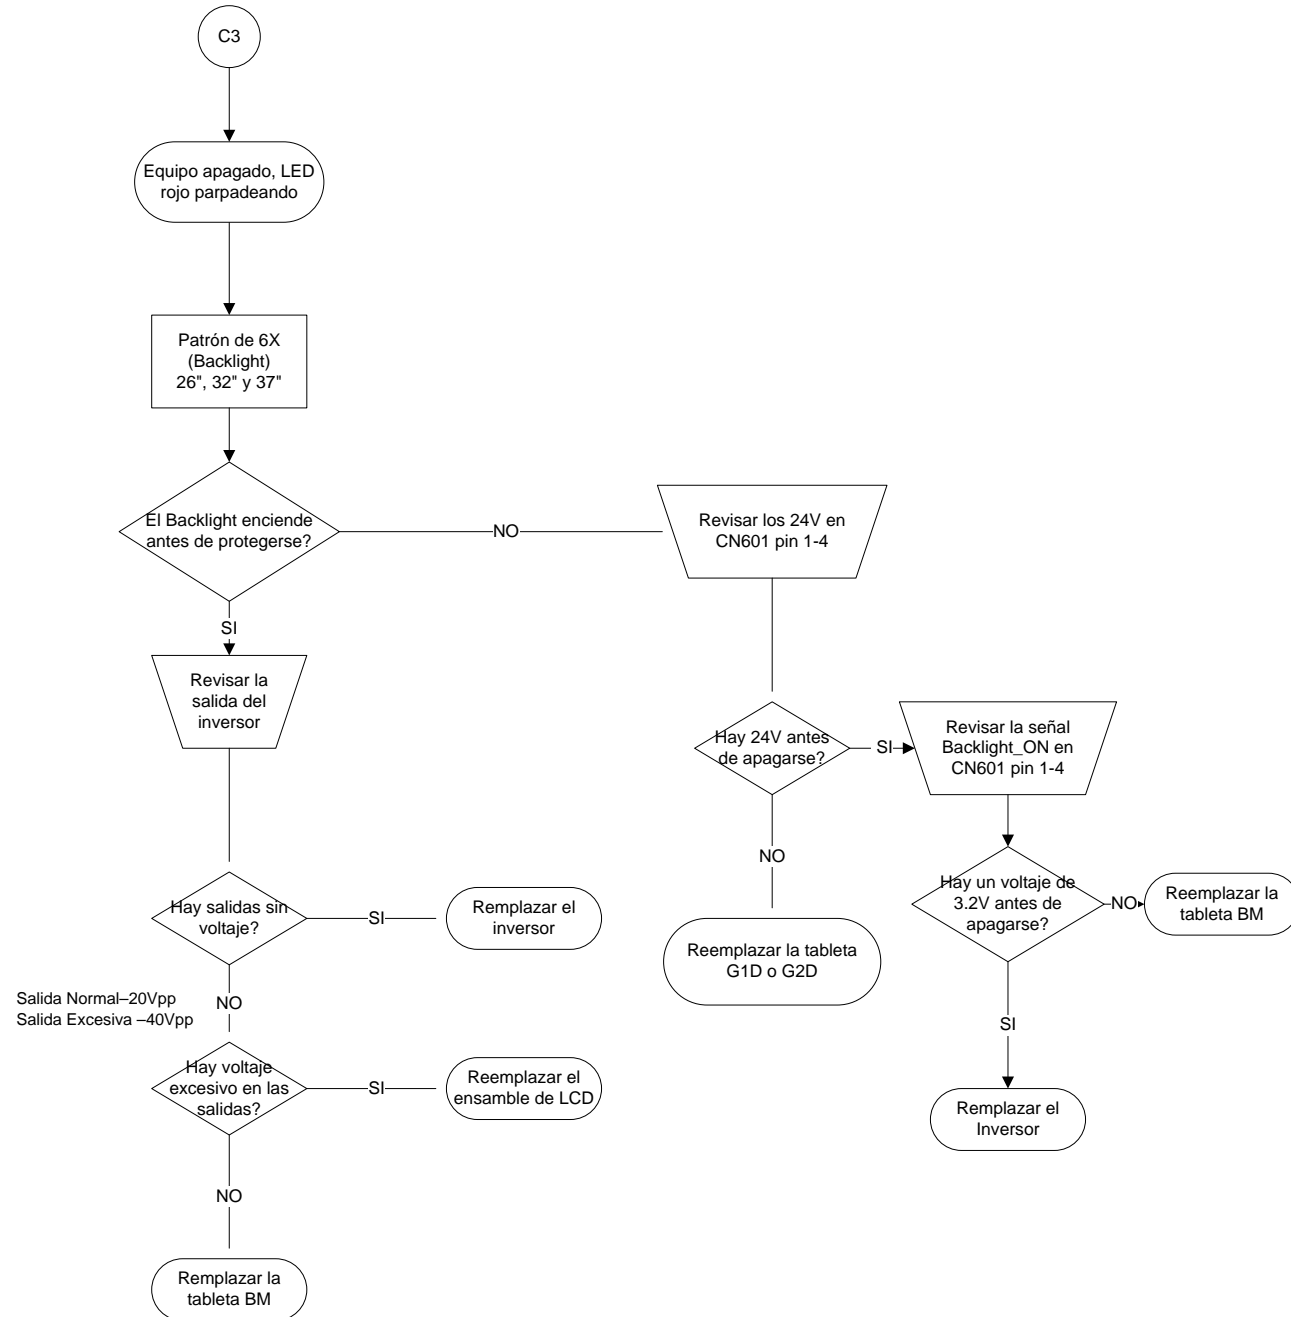 C3
Equipo apagado, LED
rojo parpadeando
Patrón de 6X
(Backlight)
26", 32" y 37"
El Backlight enciende
antes de protegerse?
NO
Revisar los 24V en
CN601 pin 1-4
SI
Revisar la
salida del
inversor
Hay 24V antes
de apagarse?
SI
Revisar la señal
Backlight_ON en
CN601 pin 1-4
NO
Hay un voltaje de
3.2V antes de
apagarse?
NO
Reemplazar la
tableta BM
Hay salidas sin
voltaje?
SI
Remplazar el
inversor
Reemplazar la tableta
G1D o G2D
Salida Normal–20Vpp
Salida Excesiva –40Vpp
NO
SI
Hay voltaje
excesivo en las
salidas?
SI
Reemplazar el
ensamble de LCD
Remplazar el
Inversor
NO
Remplazar la
tableta BM